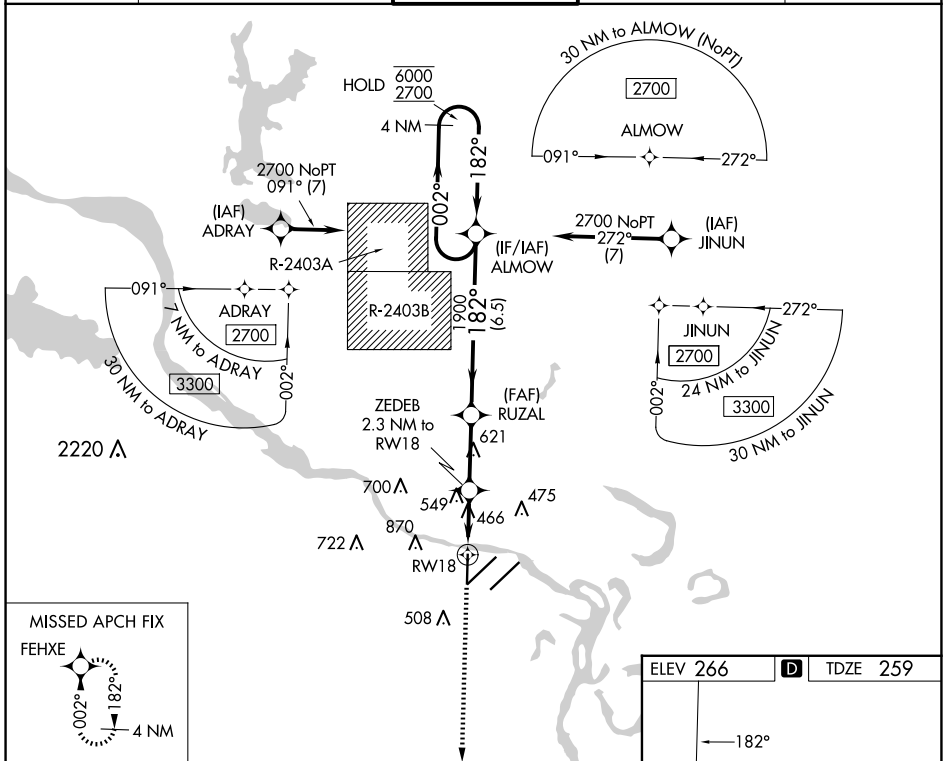 30 NM to ALMOW (NoPT)
2700
ALMOW
091°
272°
HOLD
6000
2700
4 NM
182°
002°
2700 NoPT
091° (7)
(IAF)
ADRAY
R-2403A
R-2403B
(IF/IAF)
ALMOW
2700 NoPT
272°
(7)
(IAF)
JINUN
1900
182°
(6.5)
091°
ADRAY
2700
7 NM to ADRAY
3300
30 NM to ADRAY
002°
272°
JINUN
2700
24 NM to JINUN
3300
30 NM to JINUN
002°
(FAF)
RUZAL
ZEDEB
2.3 NM to
RW18
621
2220
700
549
466
475
870
722
RW18
508
MISSED APCH FIX
FEHXE
002°
182°
4 NM
ELEV 266
D
TDZE 259
182°